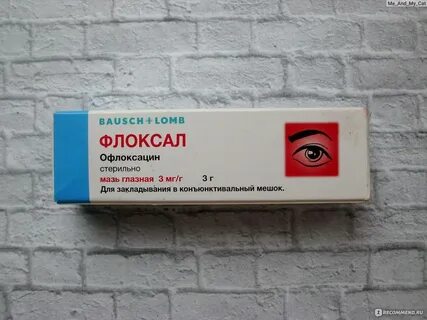 Me_And_My_Cat
BAUSCH + LOMB
ФЛОКСАЛ
Офлоксацин
стерильно
мазь глазная 3 мг/г 3 г
Для закладывания в конъюнктивальный мешок.
IRECOMMEND.RU